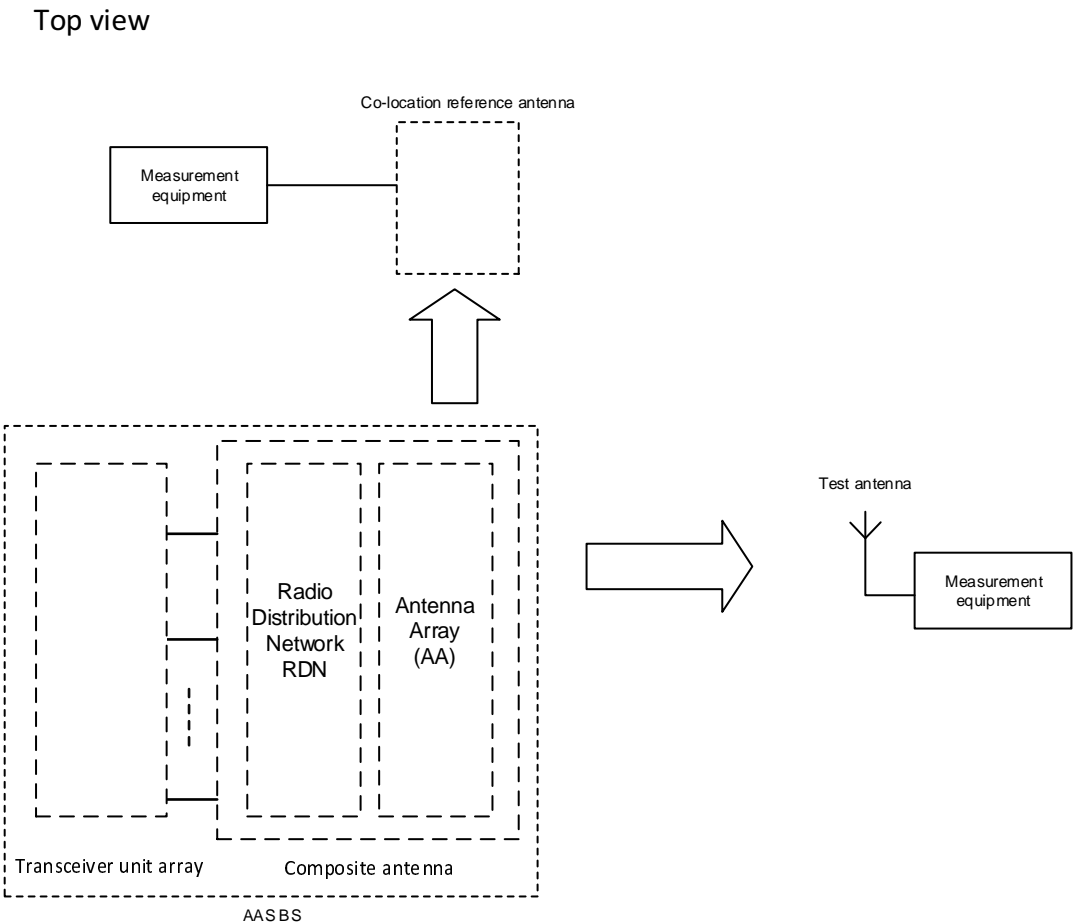 Top view
Co-location reference antenna
Measurement
equipment
Test antenna
Measurement
equipment
Radio
Distribution
Network
RDN
Antenna
Array
(AA)
Transceiver unit array
Composite antenna
AAS BS